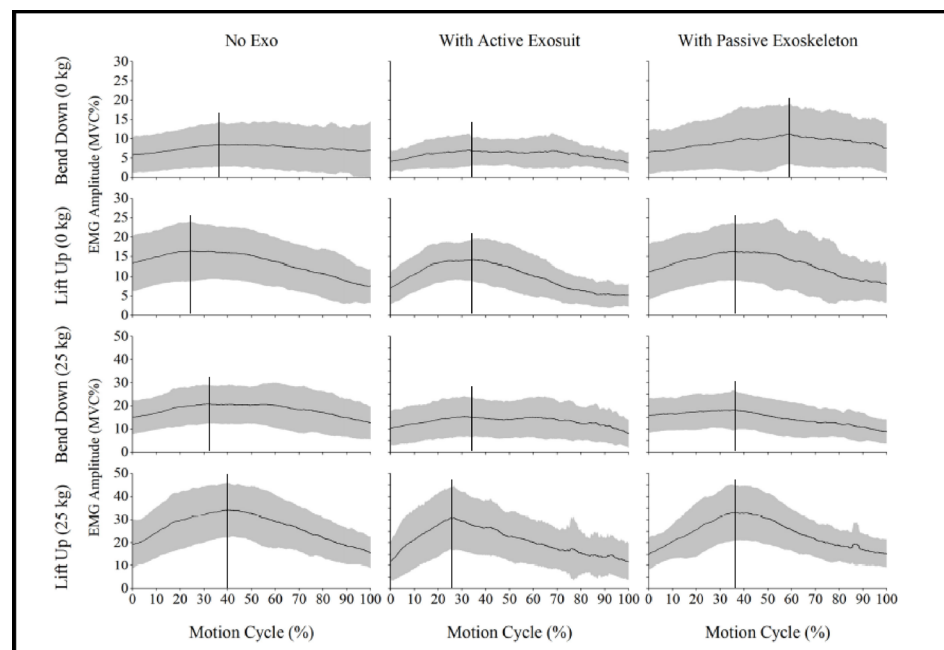 No Exo With Active Exosuit With Passive Exoskeleton
Bend Down (0 kg)
EMG Amplitude (MVC%)
30
25
20
15
10
5
0
Lift Up (0 kg)
30
25
20
15
10
5
0
Bend Down (25 kg)
EMG Amplitude (MVC%)
50
40
30
20
10
0
Lift Up (25 kg)
50
40
30
20
10
0
0 10 20 30 40 50 60 70 80 90 100 0 10 20 30 40 50 60 70 80 90 100 0 10 20 30 40 50 60 70 80 90 100
Motion Cycle (%) Motion Cycle (%) Motion Cycle (%)